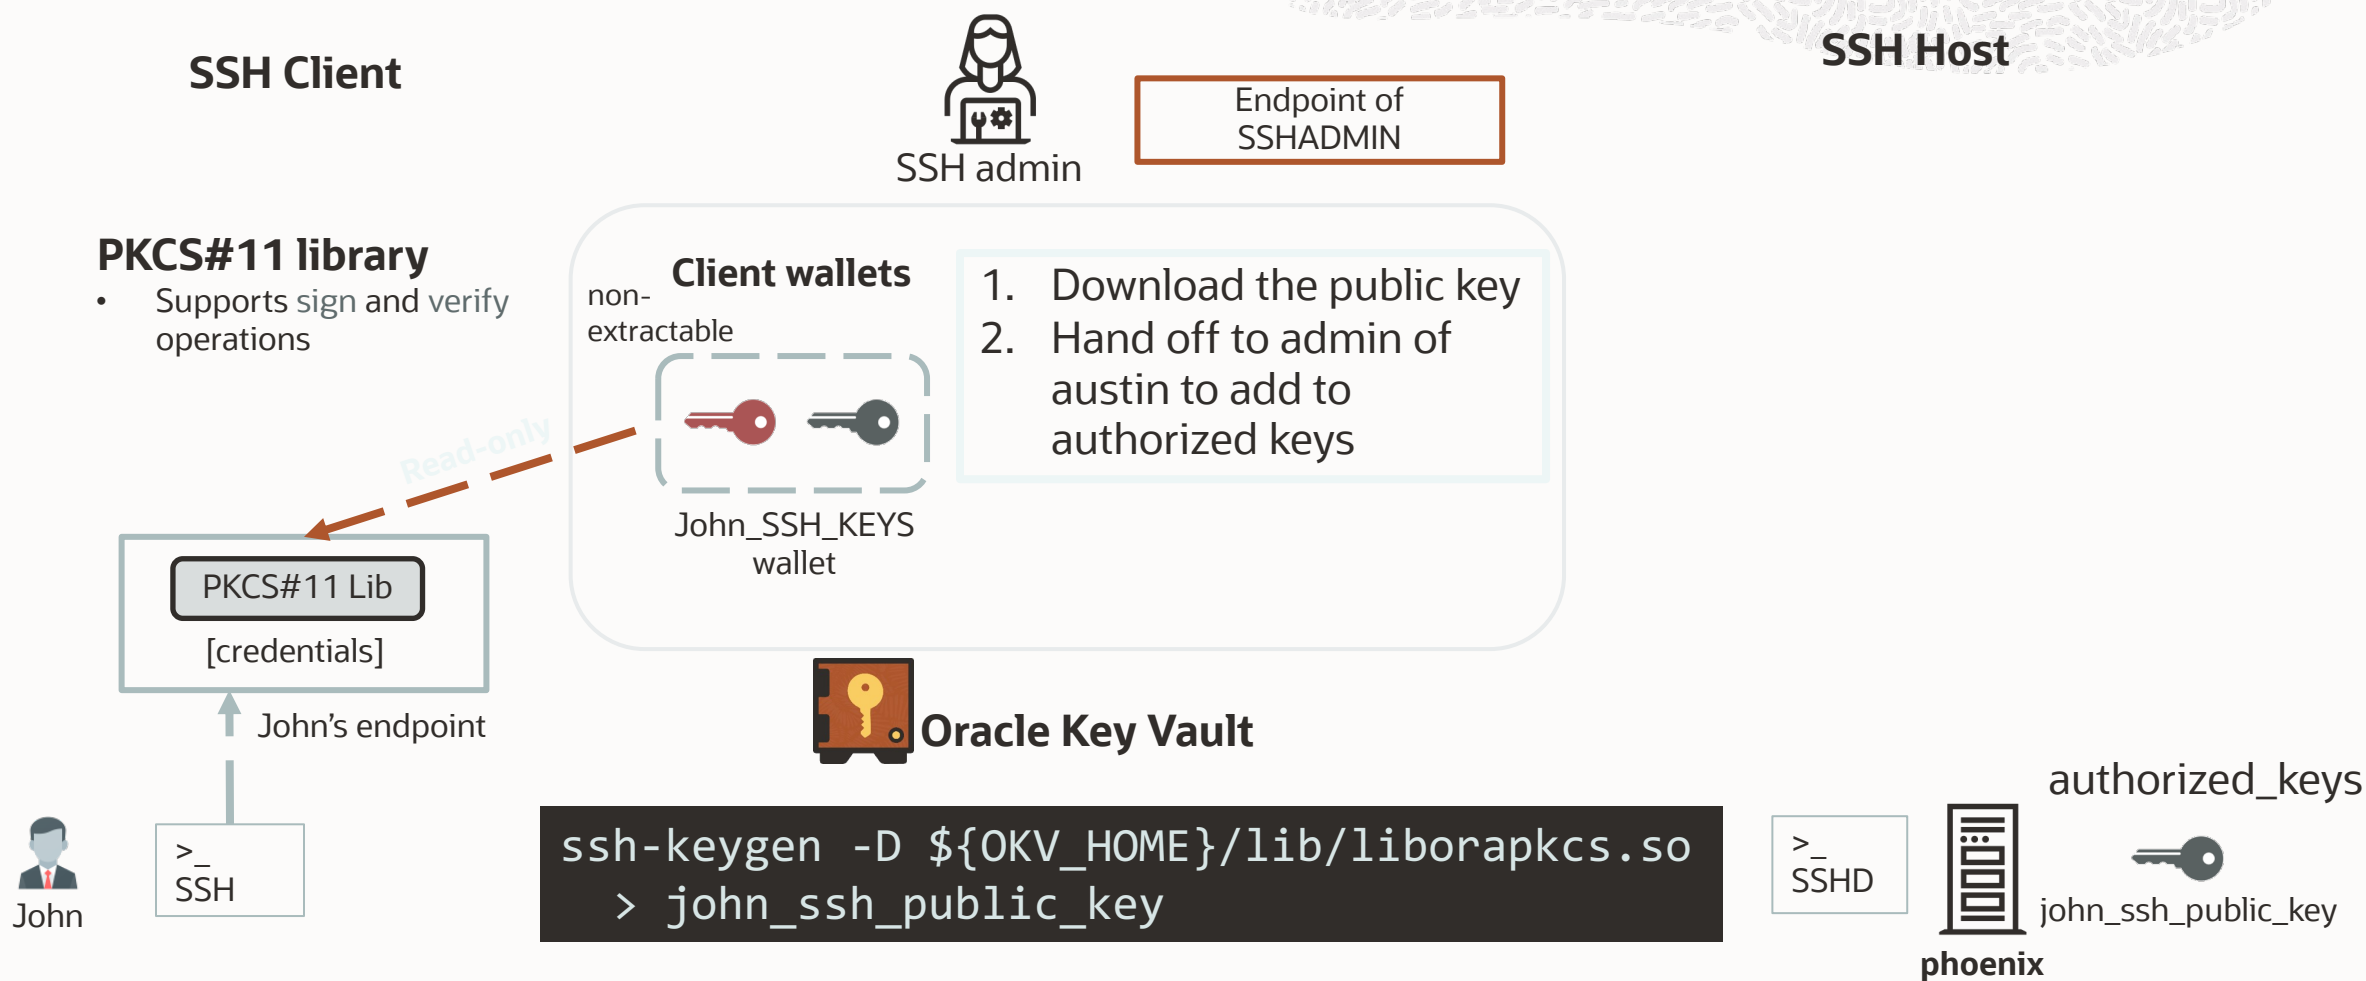 SSH Client
SSH admin
Endpoint of
SSHADMIN
SSH Host
PKCS#11 library
• Supports sign and verify
operations
Read-only
non-
extractable
Client wallets
John_SSH_KEYS
wallet
1. Download the public key
2. Hand off to admin of
austin to add to
authorized keys
PKCS#11 Lib
[credentials]
John’s endpoint
Oracle Key Vault
John
>_
SSH
ssh-keygen -D ${OKV_HOME}/lib/liborapkcs.so
> john_ssh_public_key
>_
SSHD
authorized_keys
john_ssh_public_key
phoenix